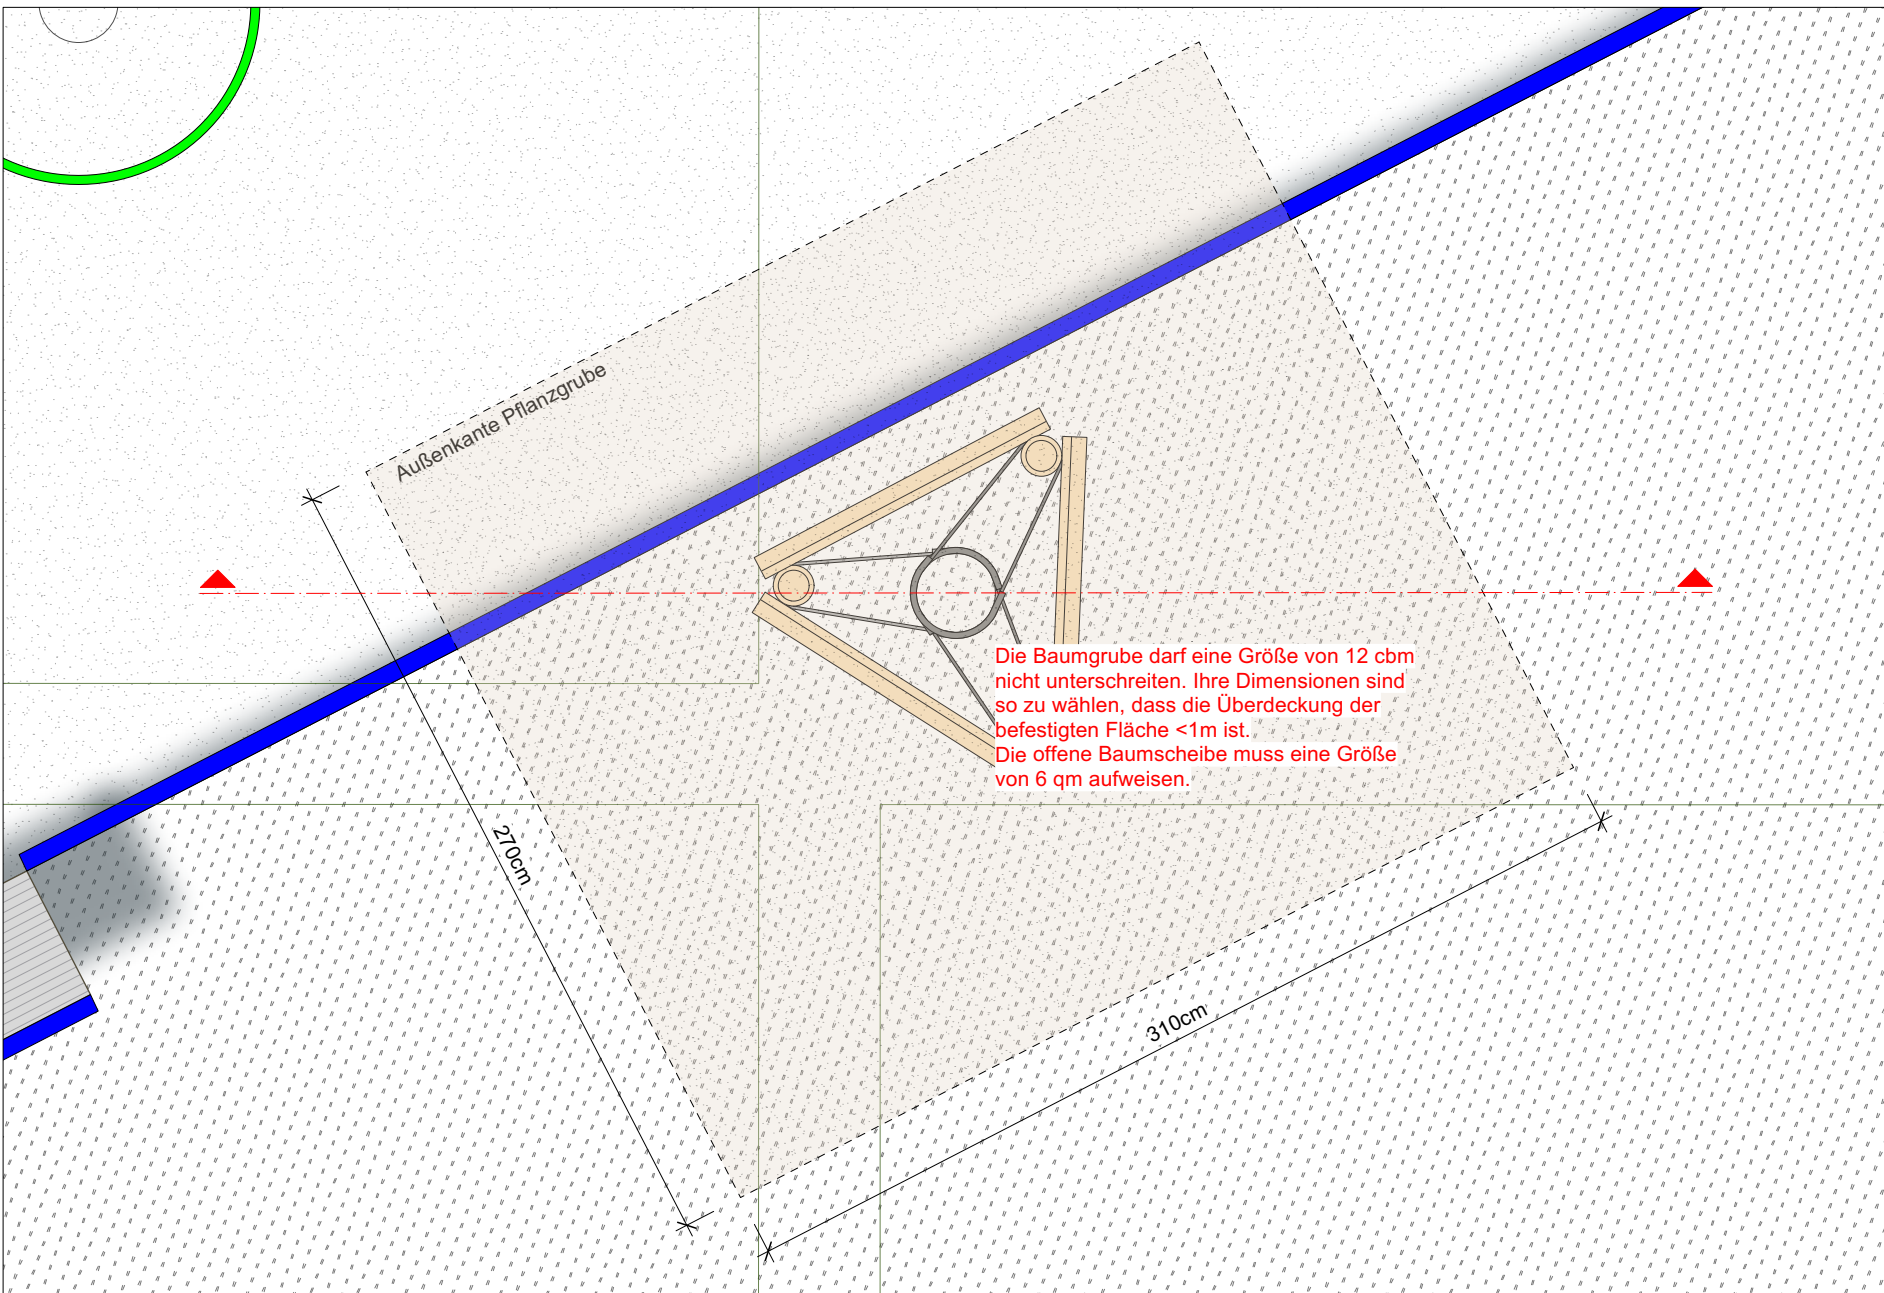 Außenkante Pflanzgrube
Die Baumgrube darf eine Größe von 12 cbm
nicht unterschreiten. Ihre Dimensionen sind
so zu wählen, dass die Überdeckung der
befestigten Fläche <1m ist.
Die offene Baumscheibe muss eine Größe
von 6 qm aufweisen.
270cm
310cm